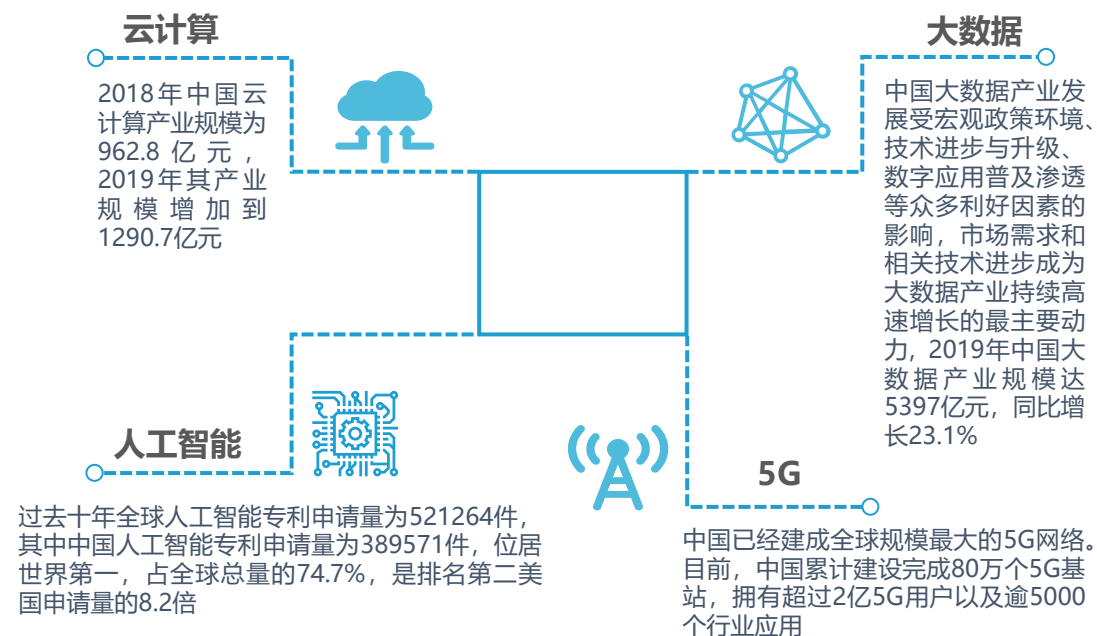 云计算
2018年中国云
计算产业规模为
962.8亿元，
2019年其产业
规模增加到
1290.7亿元
大数据
中国大数据产业发
展受宏观政策环境、
技术进步与升级、
数字应用普及渗透
等众多利好因素的
影响，市场需求和
相关技术进步成为
大数据产业持续高
速增长的最主要动
力，2019年中国大
数据产业规模达
5397亿元，同比增
长23.1%
人工智能
过去十年全球人工智能专利申请量为521264件，
其中中国人工智能专利申请量为389571件，位居
世界第一，占全球总量的74.7%，是排名第二美
国申请量的8.2倍
5G
中国已经建成全球规模最大的5G网络。
目前，中国累计建设完成80万个5G基
站，拥有超过2亿5G用户以及逾5000
个行业应用